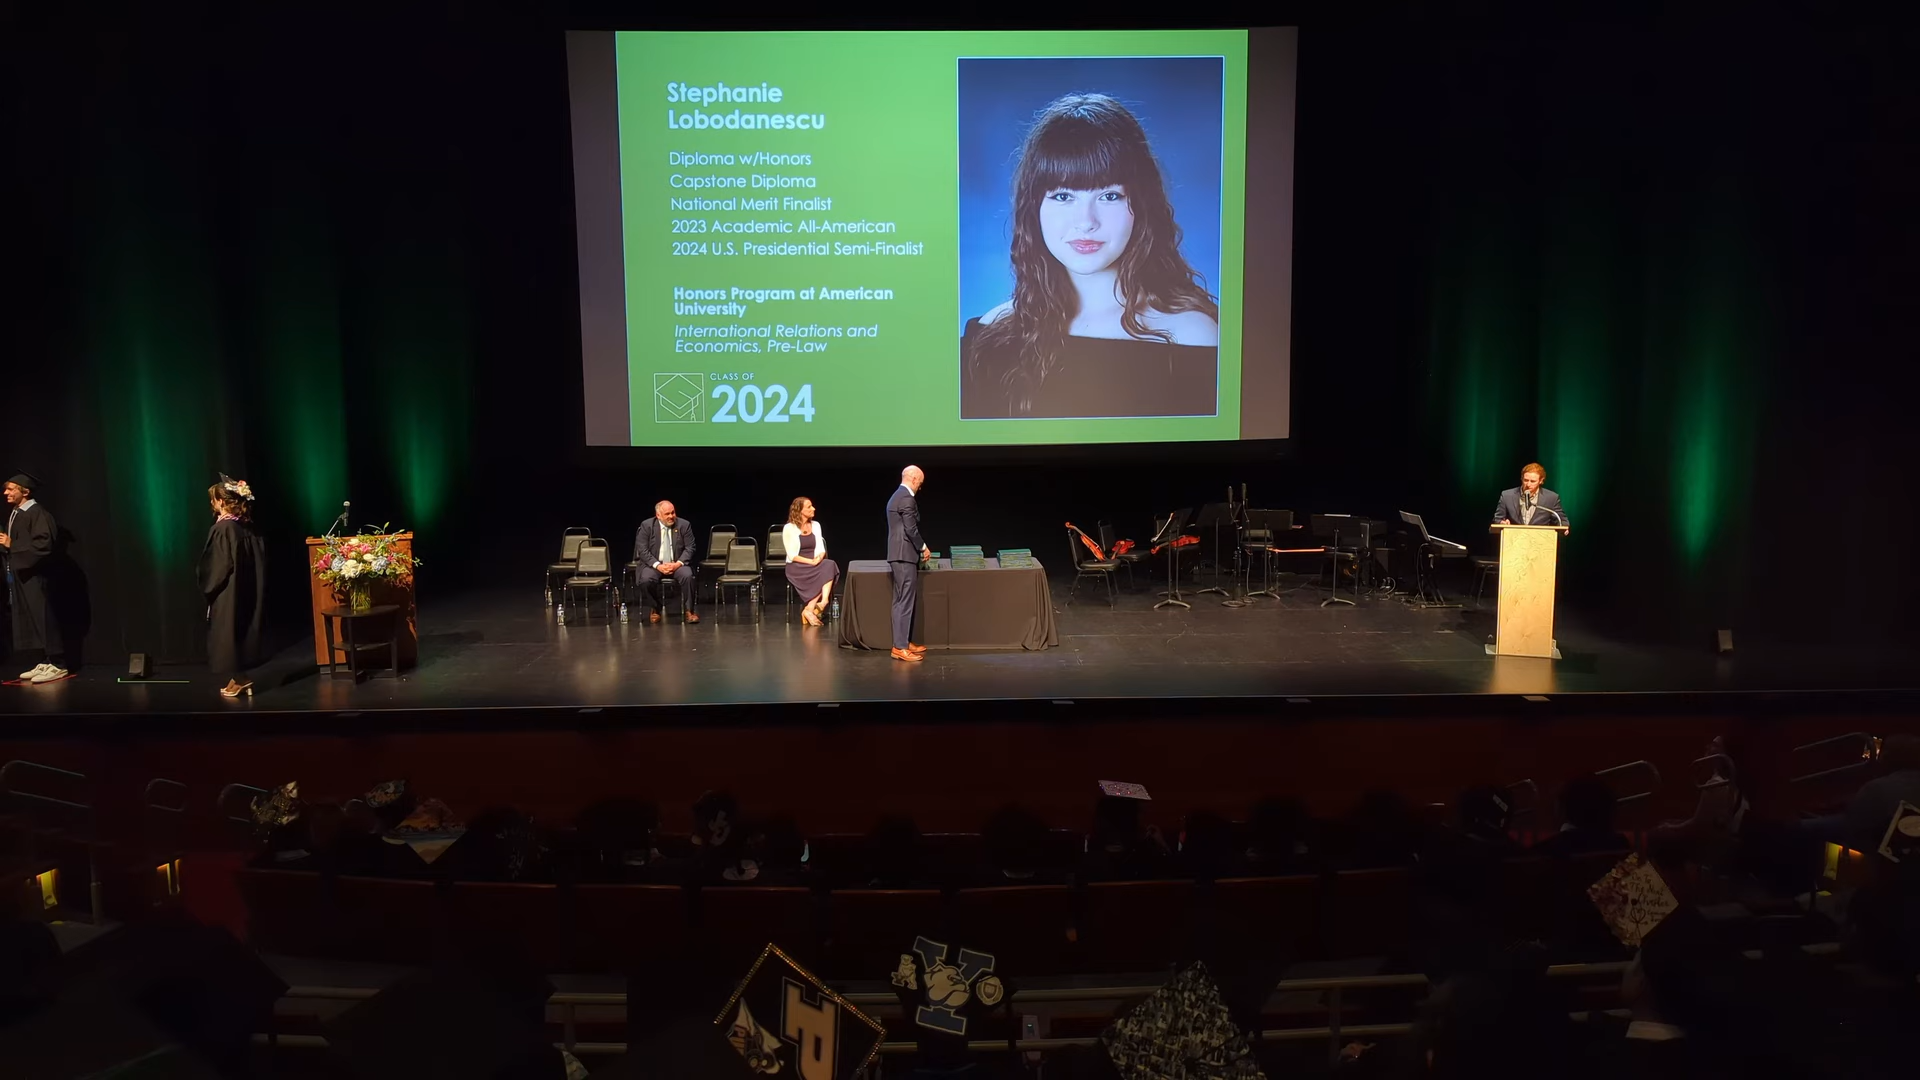 Stephanie
Lobodanescu
Diploma w/Honors
Capstone Diploma
National Merit Finalist
2023 Academic All-American
2024 U.S. Presidential Semi-Finalist
Honors Program at American
University
International Relations and
Economics, Pre-Law
CLASS OF
2024
P
Y